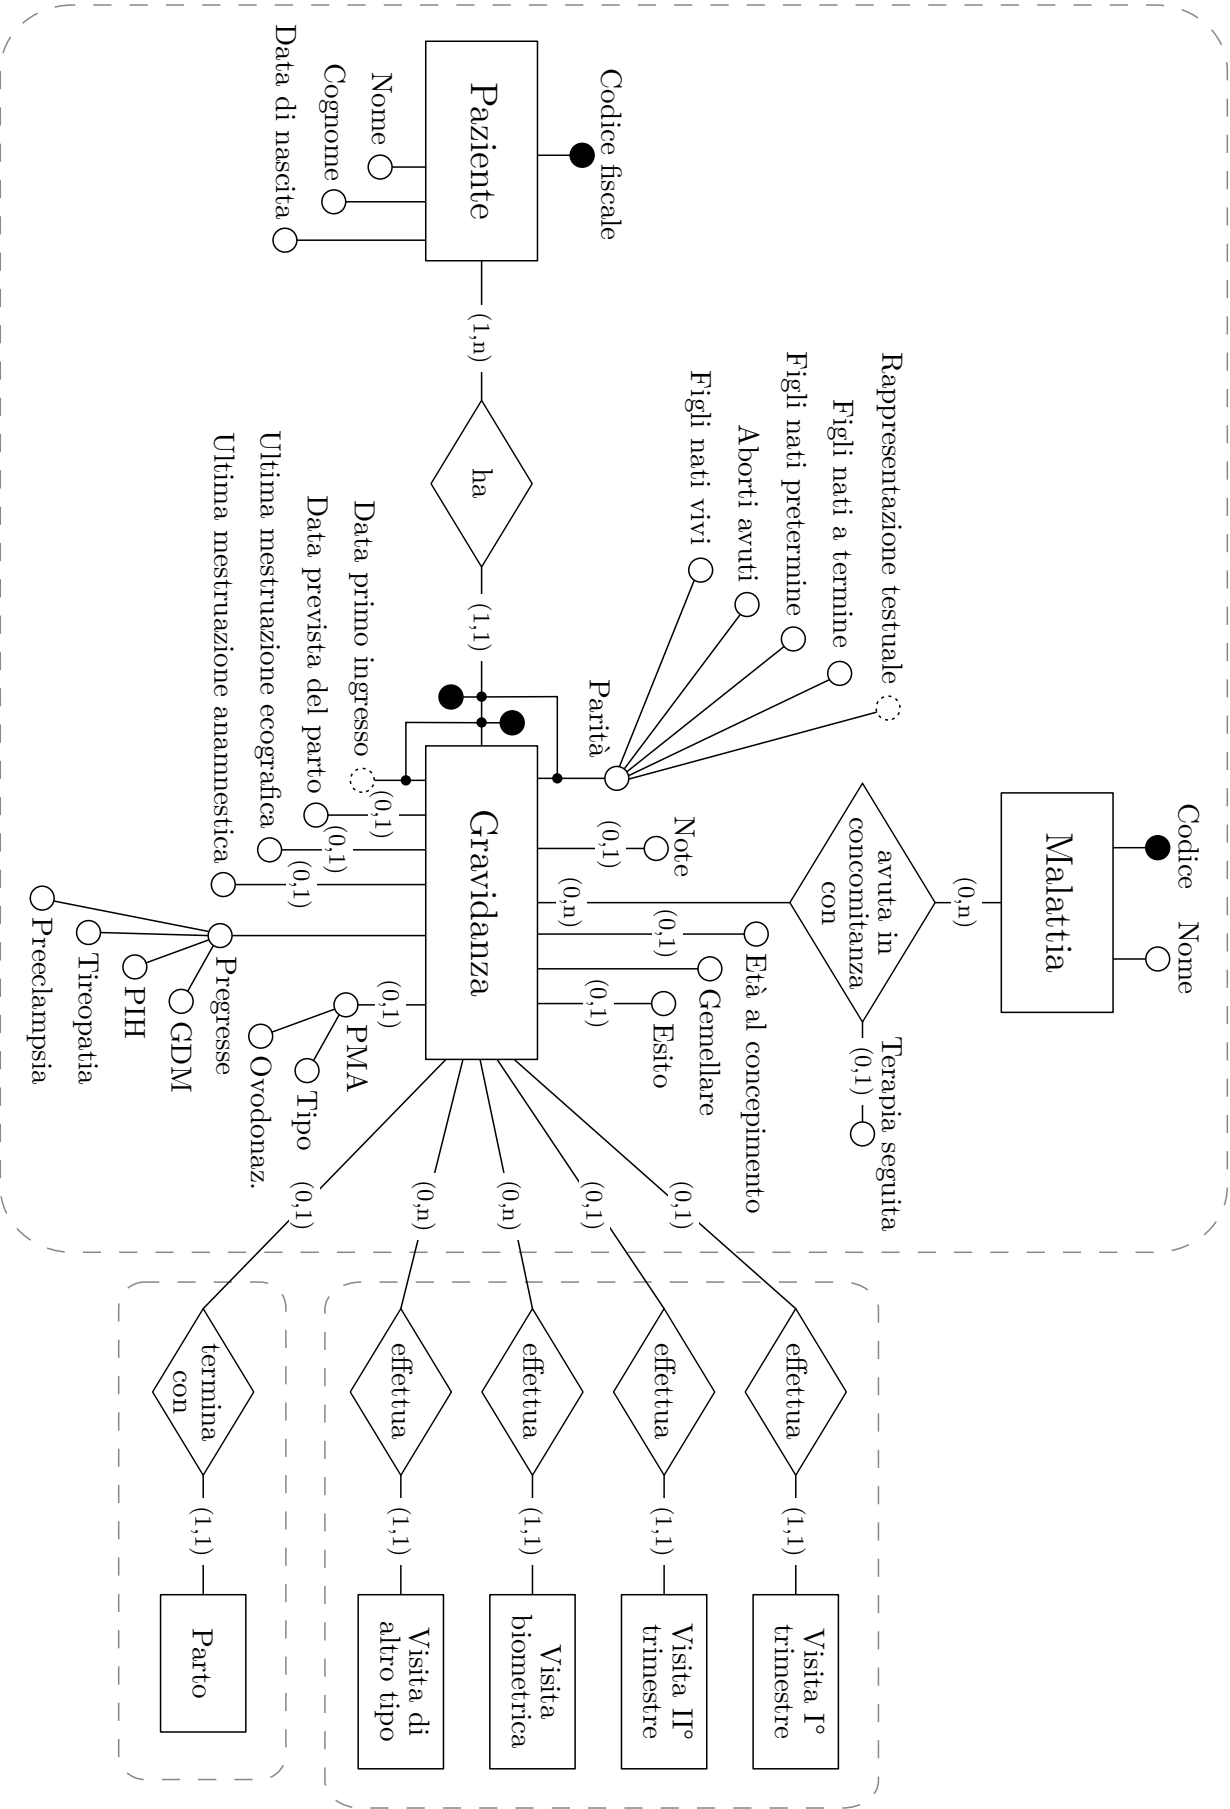 Codice fiscale
Paziente
Nome
Cognome
Data di nascita
(1,n)
ha
(1,1)
Rappresentazione testuale
Figli nati a termine
Figli nati pretermine
Aborti avuti
Figli nati vivi
Parità
Data primo ingresso
Data prevista del parto
Ultima mestruazione ecografica
Ultima mestruazione anamnestica
(0,1)
(0,1)
(0,1)
Gravidanza
Note
(0,1)
(0,n)
avuta in
concomitanza
con
(0,n)
Malattia
Codice
Nome
Terapia seguita
(0,1)
Età al concepimento
(0,1)
Gemellare
Esito
(0,1)
PMA
(0,1)
Tipo
Ovodonaz.
Pregresse
GDM
PIH
Tireopatia
Preeclampsia
(0,1)
effettua
(1,1)
Visita I°
trimestre
(0,1)
effettua
(1,1)
Visita II°
trimestre
(0,n)
effettua
(1,1)
Visita
biometrica
(0,n)
effettua
(1,1)
Visita di
altro tipo
(0,1)
termina
con
(1,1)
Parto